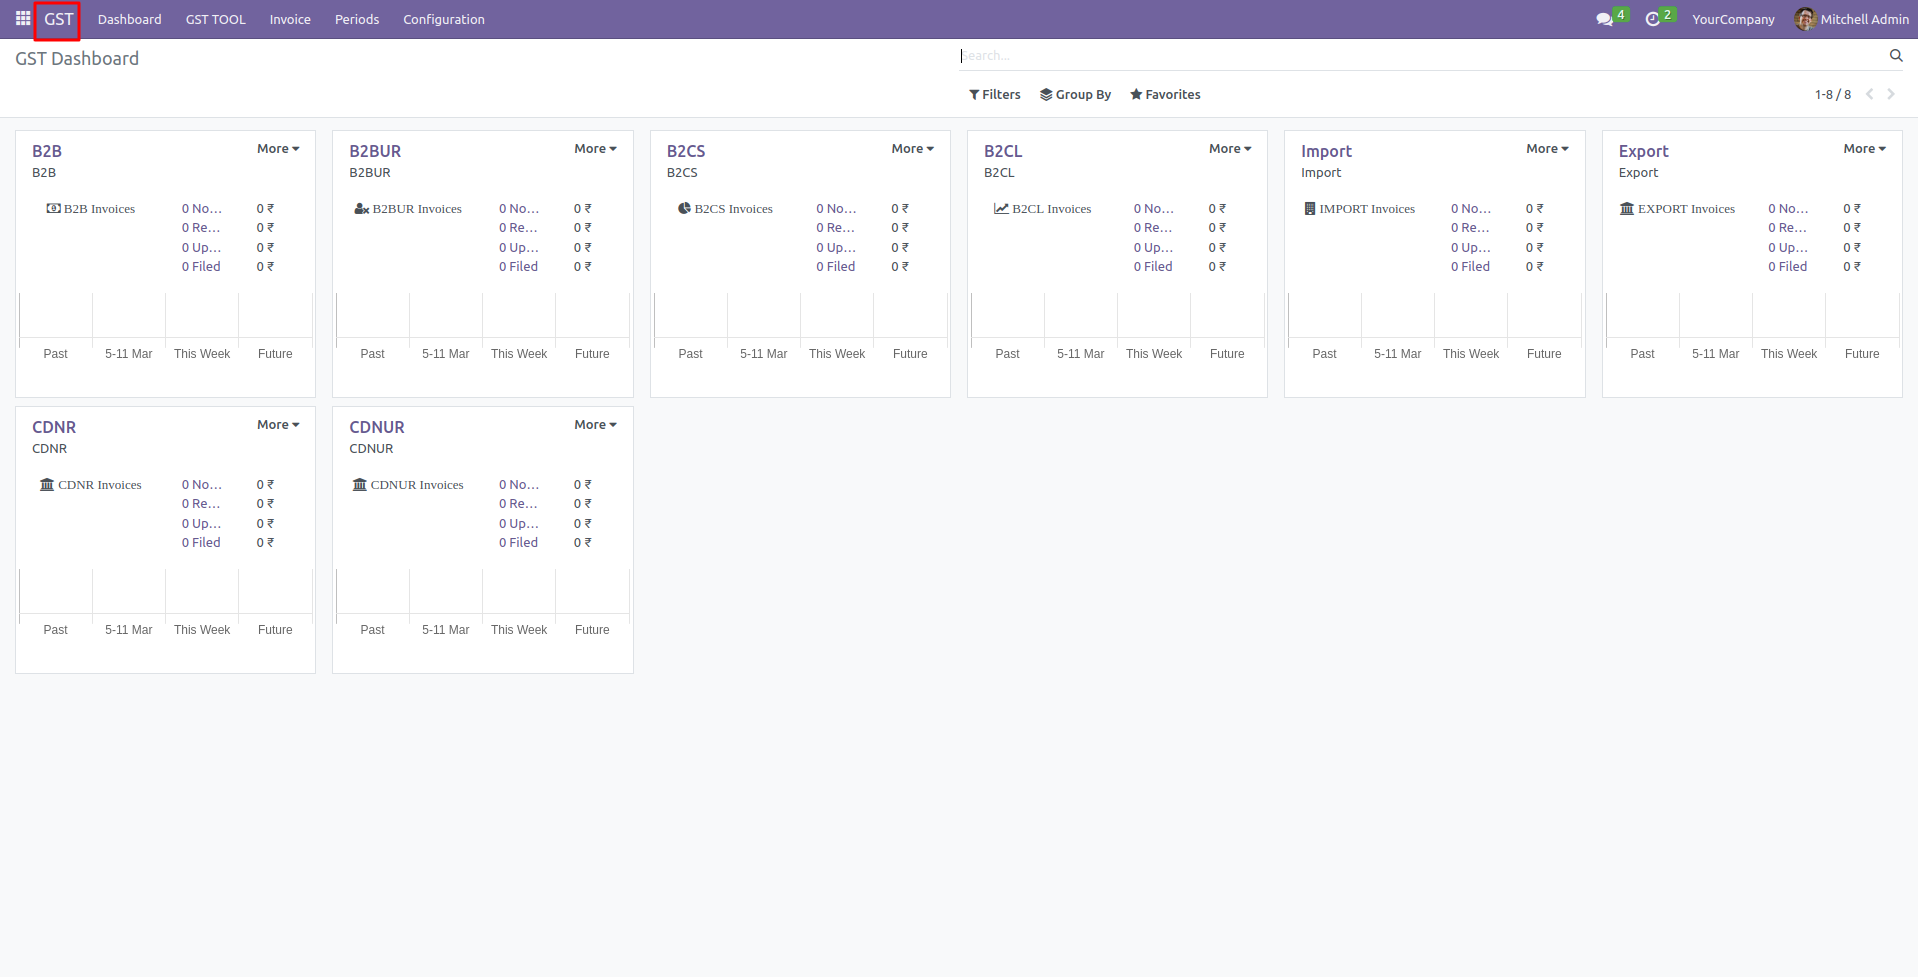 GST Dashboard GST TOOL Invoice Periods Configuration 4 2 YourCompany Mitchell Admin
GST Dashboard
Search...
Filters Group By Favorites 1-8 / 8
B2B More
B2B
B2B Invoices 0 No... 0 ₹
0 Re... 0 ₹
0 Up... 0 ₹
0 Filed 0 ₹
Past 5-11 Mar This Week Future
B2BUR More
B2BUR
B2BUR Invoices 0 No... 0 ₹
0 Re... 0 ₹
0 Up... 0 ₹
0 Filed 0 ₹
Past 5-11 Mar This Week Future
B2CS More
B2CS
B2CS Invoices 0 No... 0 ₹
0 Re... 0 ₹
0 Up... 0 ₹
0 Filed 0 ₹
Past 5-11 Mar This Week Future
B2CL More
B2CL
B2CL Invoices 0 No... 0 ₹
0 Re... 0 ₹
0 Up... 0 ₹
0 Filed 0 ₹
Past 5-11 Mar This Week Future
Import More
Import
IMPORT Invoices 0 No... 0 ₹
0 Re... 0 ₹
0 Up... 0 ₹
0 Filed 0 ₹
Past 5-11 Mar This Week Future
Export More
Export
EXPORT Invoices 0 No... 0 ₹
0 Re... 0 ₹
0 Up... 0 ₹
0 Filed 0 ₹
Past 5-11 Mar This Week Future
CDNR More
CDNR
CDNR Invoices 0 No... 0 ₹
0 Re... 0 ₹
0 Up... 0 ₹
0 Filed 0 ₹
Past 5-11 Mar This Week Future
CDNUR More
CDNUR
CDNUR Invoices 0 No... 0 ₹
0 Re... 0 ₹
0 Up... 0 ₹
0 Filed 0 ₹
Past 5-11 Mar This Week Future